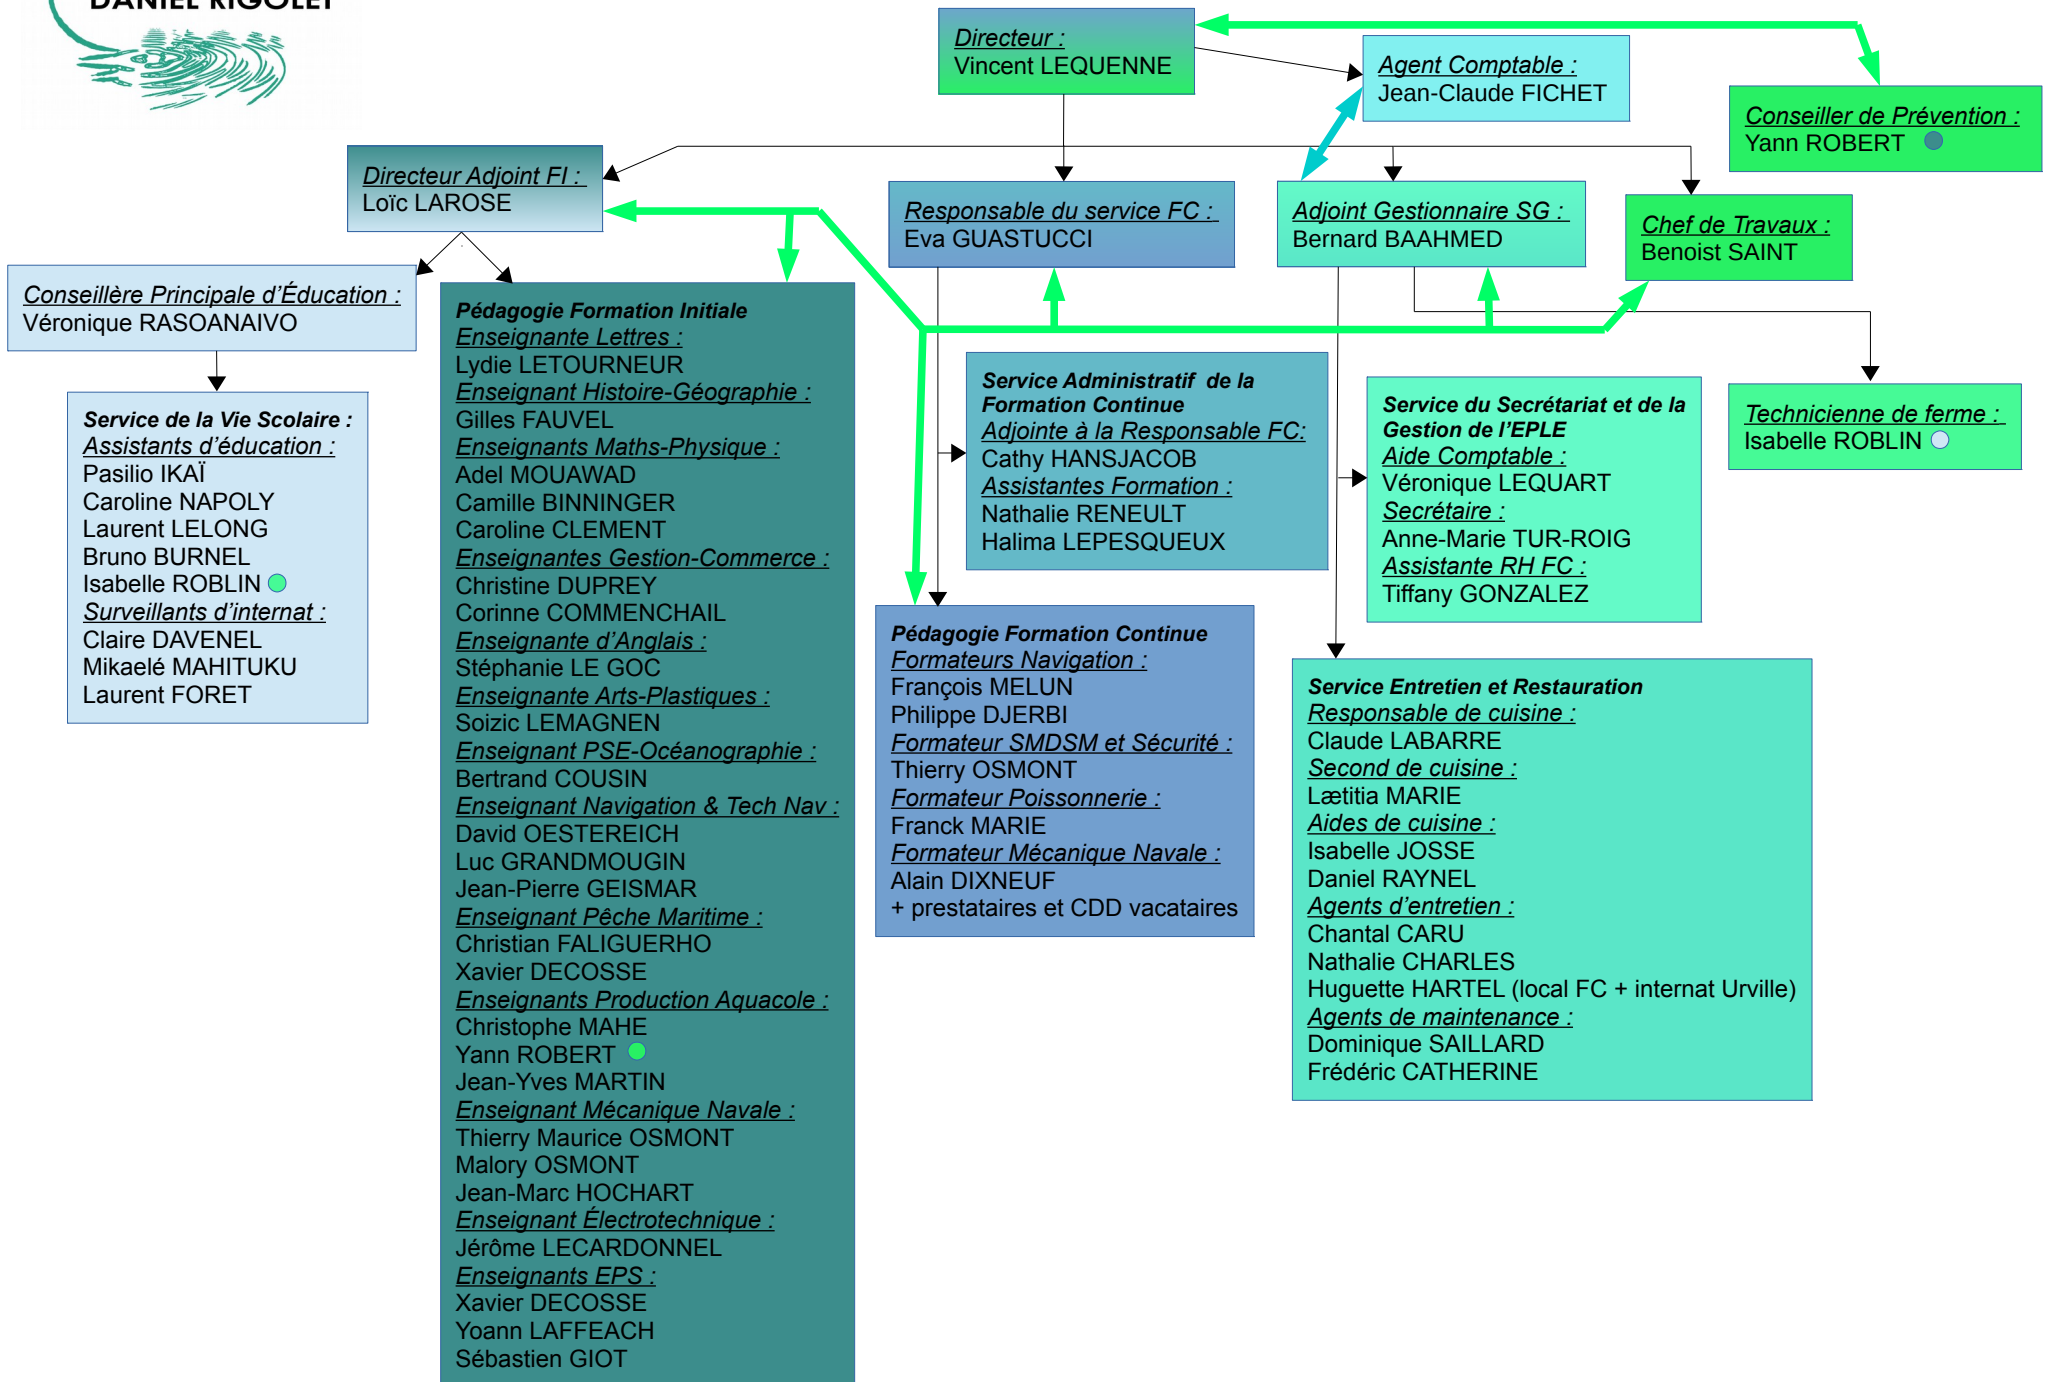 DANIEL RIGOLET
Directeur :
Vincent LEQUENNE
Agent Comptable :
Jean-Claude FICHET
Conseiller de Prévention :
Yann ROBERT
Directeur Adjoint FI :
Loïc LAROSE
Responsable du service FC :
Eva GUASTUCCI
Adjoint Gestionnaire SG :
Bernard BAAHMED
Chef de Travaux :
Benoist SAINT
Conseillère Principale d'Éducation :
Véronique RASOANAIVO
Service de la Vie Scolaire :
Assistants d'éducation :
Pasilio IKAÏ
Caroline NAPOLY
Laurent LELONG
Bruno BURNEL
Isabelle ROBLIN
Surveillants d'internat :
Claire DAVENEL
Mikaelé MAHITUKU
Laurent FORET
Pédagogie Formation Initiale
Enseignante Lettres :
Lydie LETOURNEUR
Enseignant Histoire-Géographie :
Gilles FAUVEL
Enseignants Maths-Physique :
Adel MOUAWAD
Camille BINNINGER
Caroline CLEMENT
Enseignantes Gestion-Commerce :
Christine DUPREY
Corinne COMMENCHAIL
Enseignante d'Anglais :
Stéphanie LE GOC
Enseignante Arts-Plastiques :
Soizic LEMAGNEN
Enseignant PSE-Océanographie :
Bertrand COUSIN
Enseignant Navigation & Tech Nav :
David OESTEREICH
Luc GRANDMOUGIN
Jean-Pierre GEISMAR
Enseignant Pêche Maritime :
Christian FALIGUERHO
Xavier DECOSSE
Enseignants Production Aquacole :
Christophe MAHE
Yann ROBERT
Jean-Yves MARTIN
Enseignant Mécanique Navale :
Thierry Maurice OSMONT
Malory OSMONT
Jean-Marc HOCHART
Enseignant Électrotechnique :
Jérôme LECARDONNEL
Enseignants EPS :
Xavier DECOSSE
Yoann LAFFEACH
Sébastien GIOT
Service Administratif de la
Formation Continue
Adjointe à la Responsable FC:
Cathy HANSJACOB
Assistantes Formation :
Nathalie RENEULT
Halima LEPESQUEUX
Pédagogie Formation Continue
Formateurs Navigation :
François MELUN
Philippe DJERBI
Formateur SMDSM et Sécurité :
Thierry OSMONT
Formateur Poissonnerie :
Franck MARIE
Formateur Mécanique Navale :
Alain DIXNEUF
+ prestataires et CDD vacataires
Service du Secrétariat et de la
Gestion de l'EPLE
Aide Comptable :
Véronique LEQUART
Secrétaire :
Anne-Marie TUR-ROIG
Assistante RH FC :
Tiffany GONZALEZ
Technicienne de ferme :
Isabelle ROBLIN
Service Entretien et Restauration
Responsable de cuisine :
Claude LABARRE
Second de cuisine :
Lætitia MARIE
Aides de cuisine :
Isabelle JOSSE
Daniel RAYNEL
Agents d'entretien :
Chantal CARU
Nathalie CHARLES
Huguette HARTEL (local FC + internat Urville)
Agents de maintenance :
Dominique SAILLARD
Frédéric CATHERINE